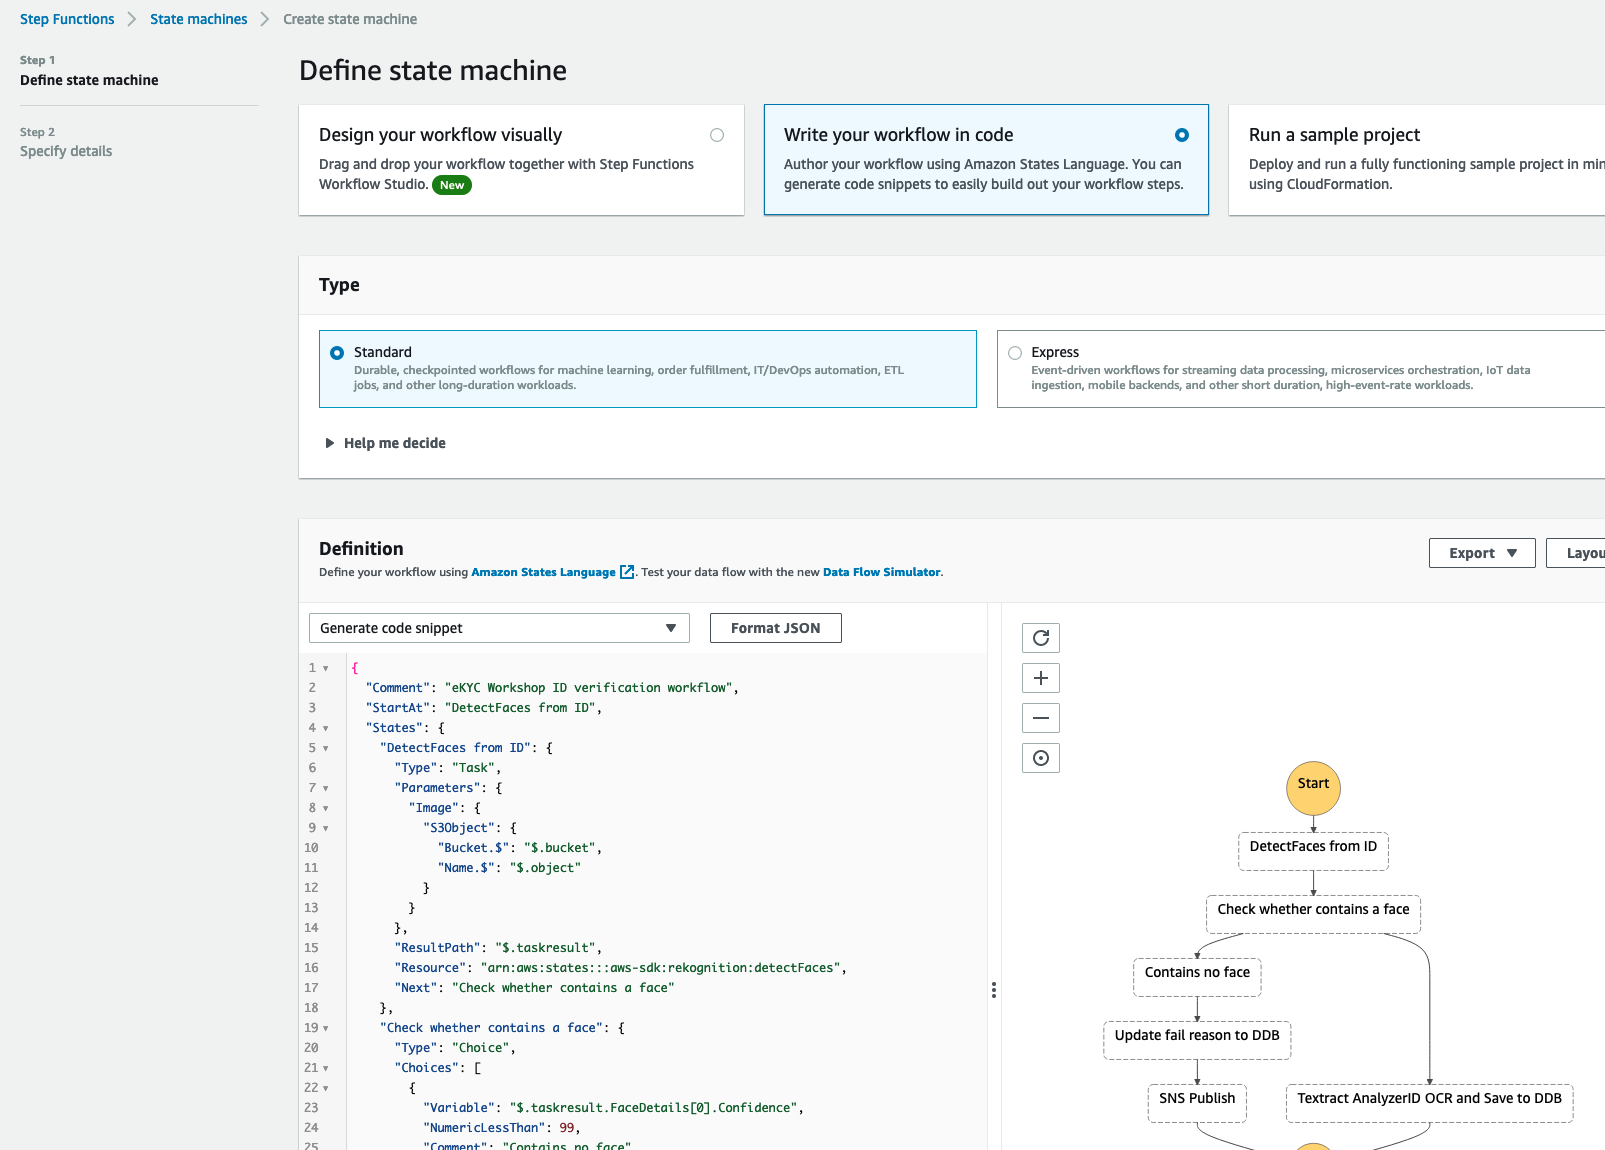 Step Functions > State machines > Create state machine
Step 1
Define state machine
Step 2
Specify details
Define state machine
Design your workflow visually
Drag and drop your workflow together with Step Functions
Workflow Studio. New
Write your workflow in code
Author your workflow using Amazon States Language. You can
generate code snippets to easily build out your workflow steps.
Run a sample project
Deploy and run a fully functioning sample project in min
using CloudFormation.
Type
Standard
Durable, checkpointed workflows for machine learning, order fulfillment, IT/DevOps automation, ETL
jobs, and other long-duration workloads.
Express
Event-driven workflows for streaming data processing, microservices orchestration, IoT data
ingestion, mobile backends, and other short duration, high-event-rate workloads.
Help me decide
Definition
Define your workflow using Amazon States Language. Test your data flow with the new Data Flow Simulator.
Export
Layou
Generate code snippet
Format JSON
1 {
2 "Comment": "eKYC Workshop ID verification workflow",
3 "StartAt": "DetectFaces from ID",
4 "States": {
5 "DetectFaces from ID": {
6 "Type": "Task",
7 "Parameters": {
8 "Image": {
9 "S3Object": {
10 "Bucket.$": "$.bucket",
11 "Name.$": "$.object"
12 }
13 }
14 },
15 "ResultPath": "$.taskresult",
16 "Resource": "arn:aws:states:::aws-sdk:rekognition:detectFaces",
17 "Next": "Check whether contains a face"
18 },
19 "Check whether contains a face": {
20 "Type": "Choice",
21 "Choices": [
22 {
23 "Variable": "$.taskresult.FaceDetails[0].Confidence",
24 "NumericLessThan": 99,
25 "Comment": "Contains no face"
Start
DetectFaces from ID
Check whether contains a face
Contains no face
Update fail reason to DDB
SNS Publish
Textract AnalyzerID OCR and Save to DDB